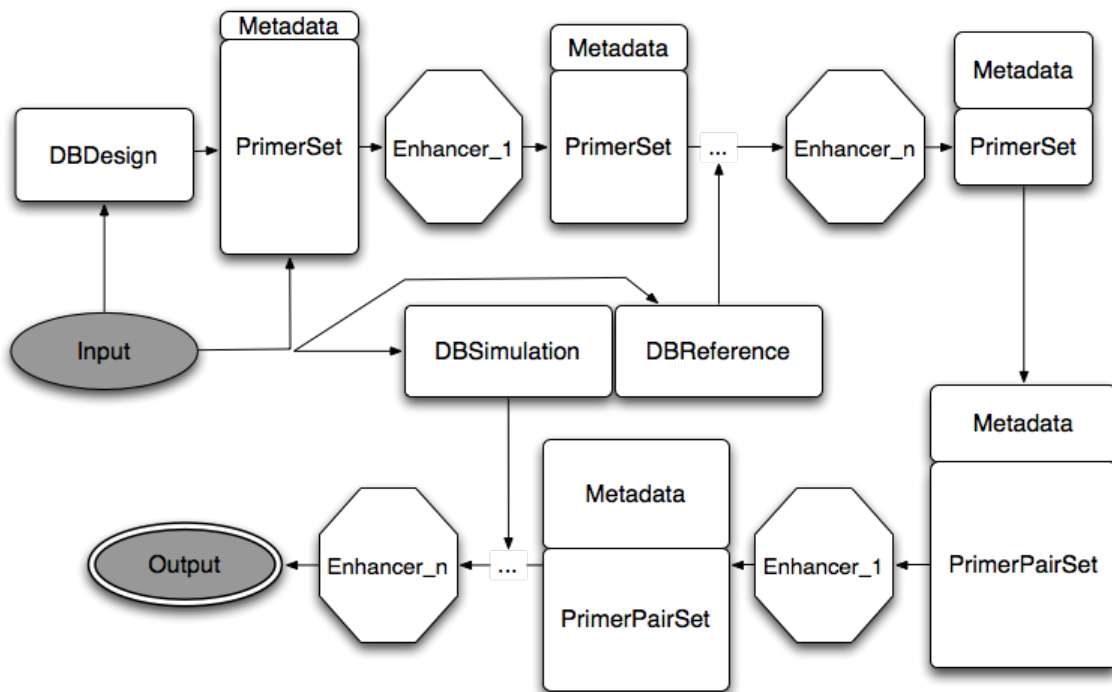 Metadata
PrimerSet
DBDesign
Enhancer_1
Metadata
PrimerSet
...
Enhancer_n
Metadata
PrimerSet
Input
DBSimulation
DBReference
Metadata
PrimerPairSet
Enhancer_1
Metadata
PrimerPairSet
...
Enhancer_n
Output